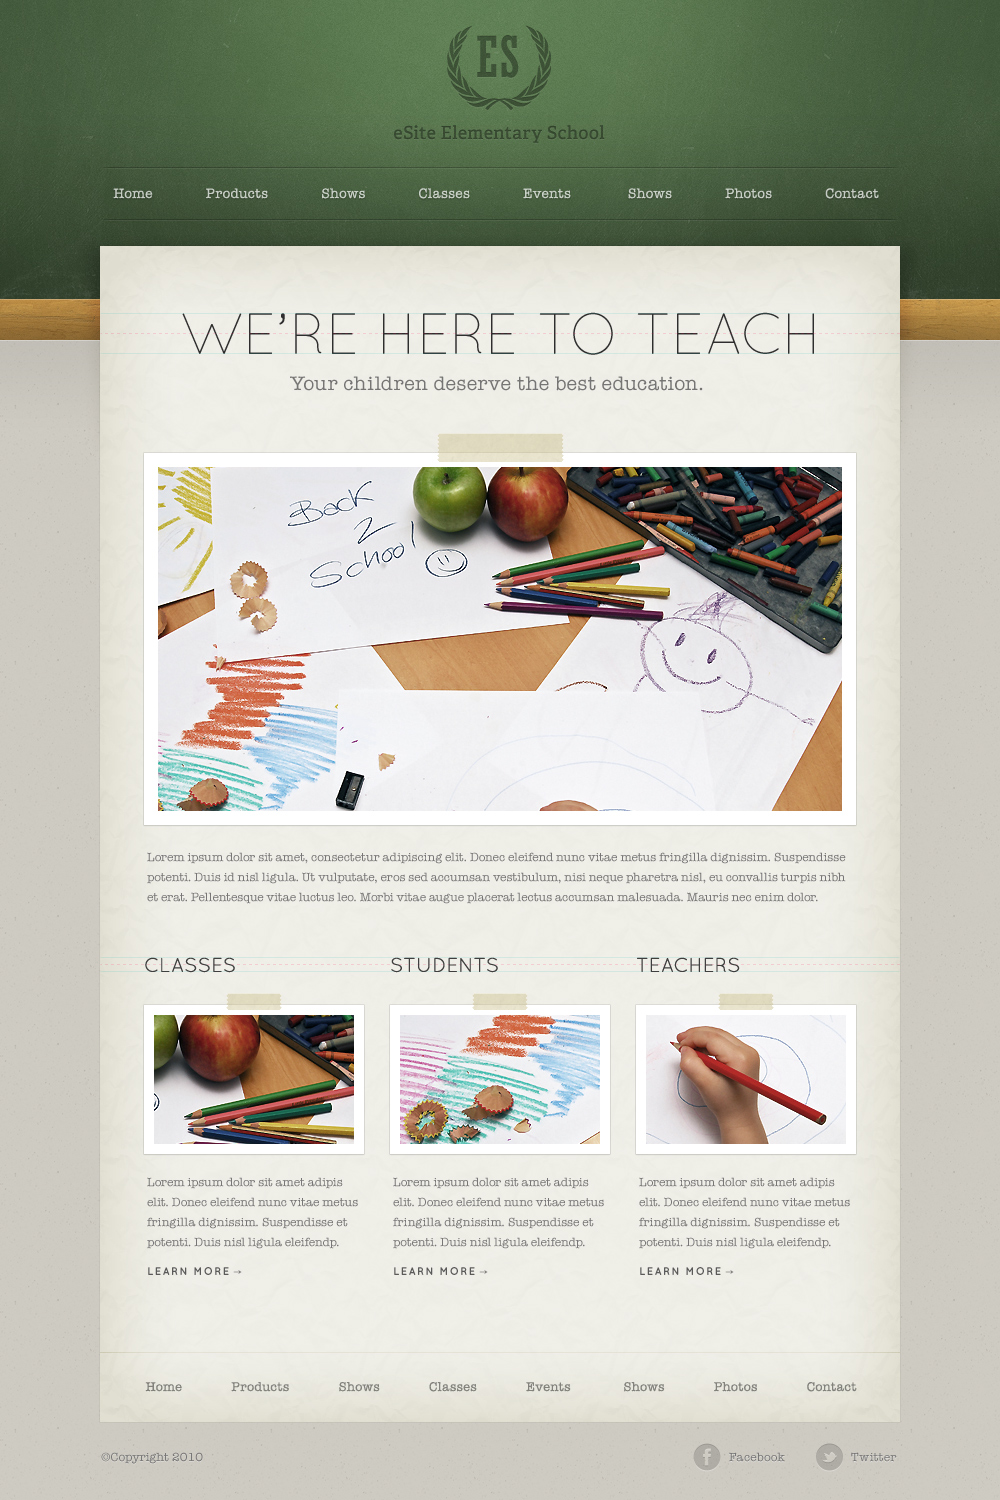 ES
eSite Elementary School
Home Products Shows Classes Events Shows Photos Contact
WE'RE HERE TO TEACH
Your children deserve the best education.
Back
2
School
Lorem ipsum dolor sit amet, consectetur adipiscing elit. Donec eleifend nunc vitae metus fringilla dignissim. Suspendisse
potenti. Duis id nisl ligula. Ut vulputate, eros sed accumsan vestibulum, nisi neque pharetra nisl, eu convallis turpis nibh
et erat. Pellentesque vitae luctus leo. Morbi vitae augue placerat lectus accumsan malesuada. Mauris nec enim dolor.
CLASSES
Lorem ipsum dolor sit amet adipis
elit. Donec eleifend nunc vitae metus
fringilla dignissim. Suspendisse et
potenti. Duis nisl ligula eleifendp.
LEARN MORE →
STUDENTS
Lorem ipsum dolor sit amet adipis
elit. Donec eleifend nunc vitae metus
fringilla dignissim. Suspendisse et
potenti. Duis nisl ligula eleifendp.
LEARN MORE →
TEACHERS
Lorem ipsum dolor sit amet adipis
elit. Donec eleifend nunc vitae metus
fringilla dignissim. Suspendisse et
potenti. Duis nisl ligula eleifendp.
LEARN MORE →
Home Products Shows Classes Events Shows Photos Contact
©Copyright 2010
Facebook Twitter